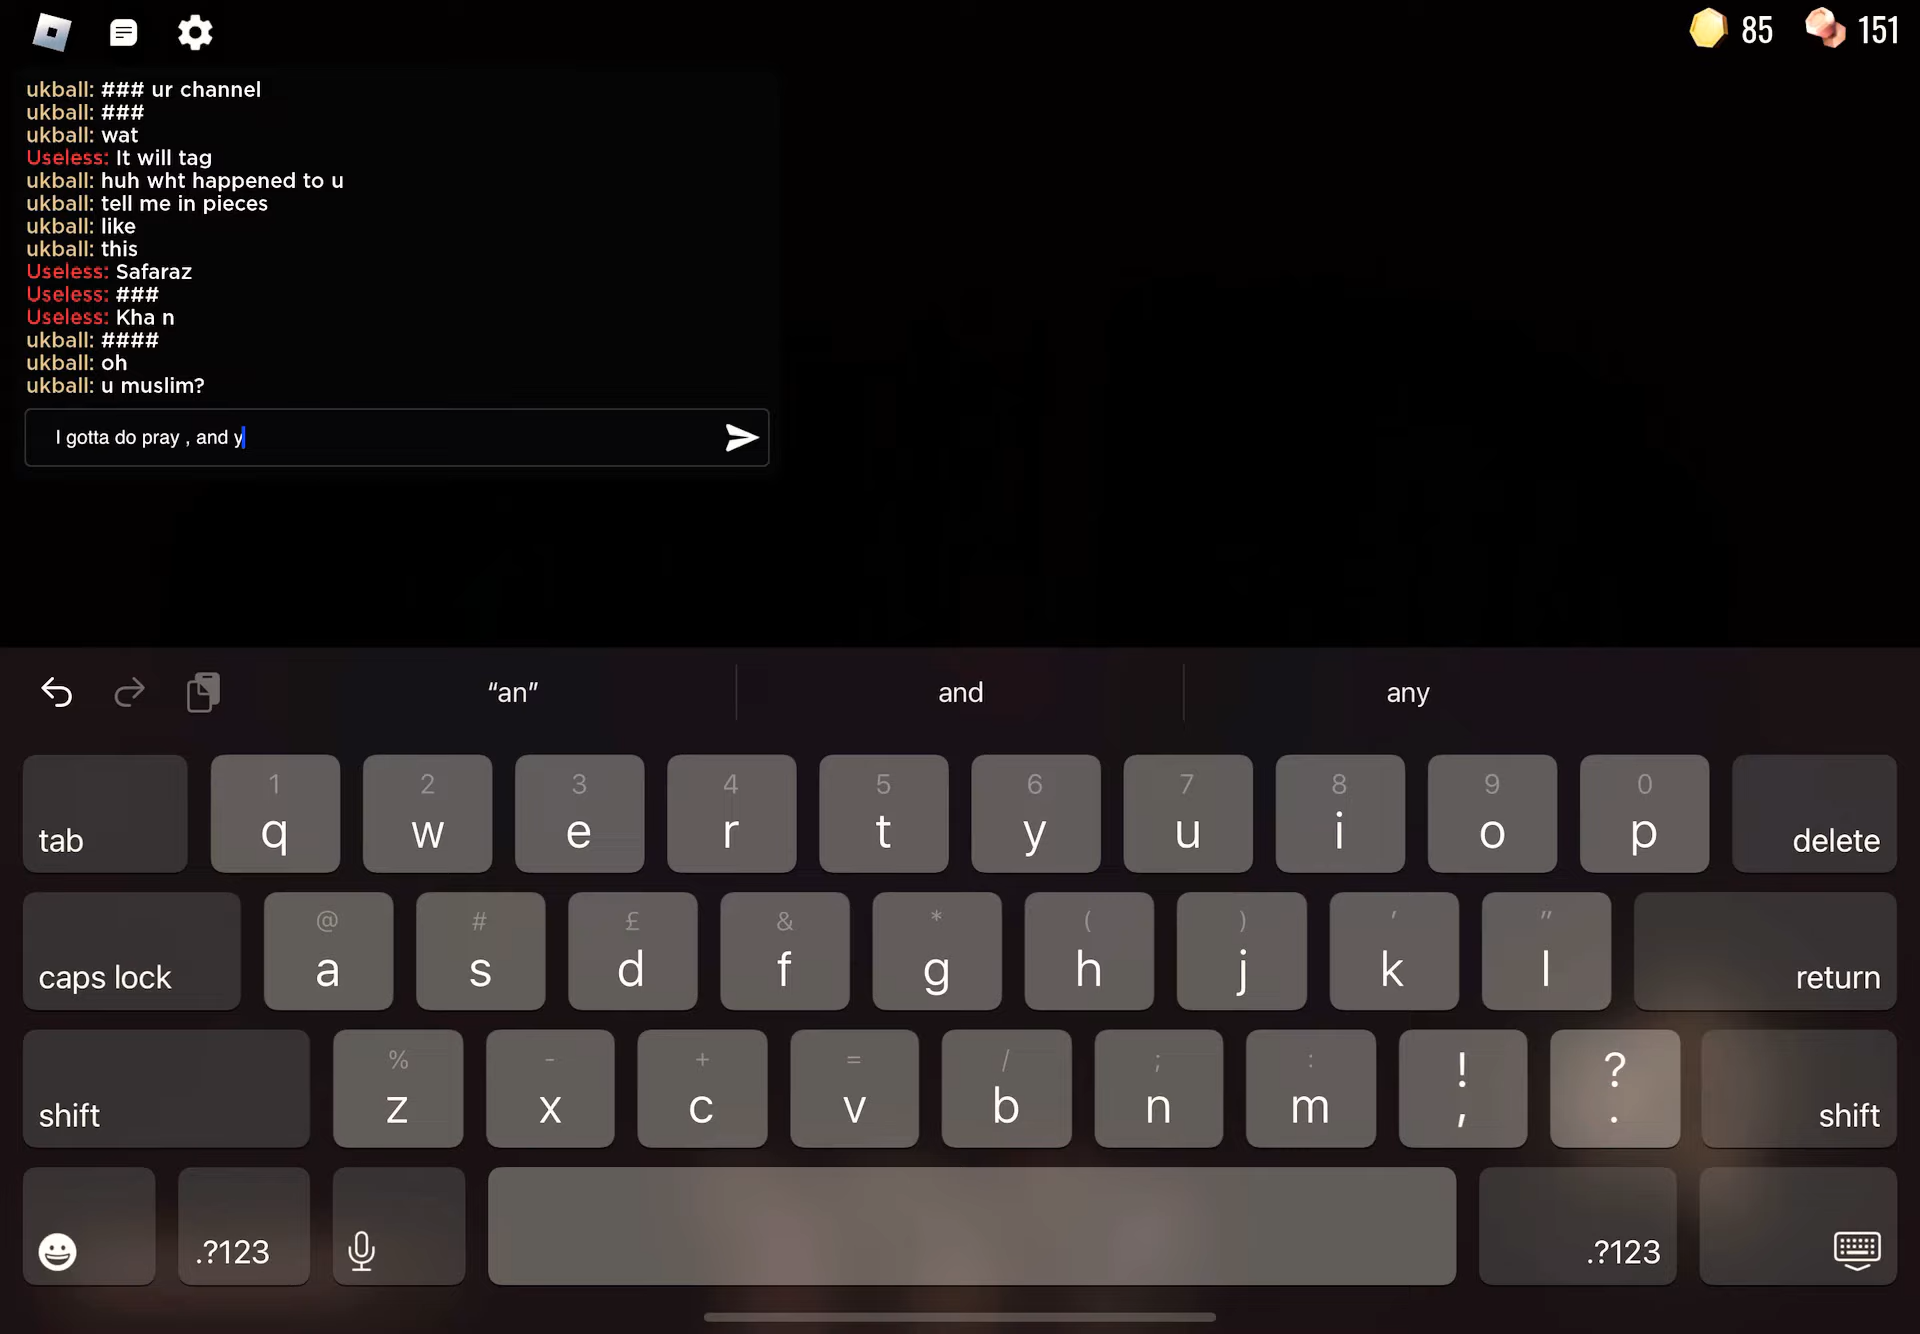 85 151
ukball: ### ur channel
ukball: ###
ukball: wat
Useless: It will tag
ukball: huh wht happened to u
ukball: tell me in pieces
ukball: like
ukball: this
Useless: Safaraz
Useless: ###
Useless: Kha n
ukball: ####
ukball: oh
ukball: u muslim?
I gotta do pray , and y
“an” and any
1 2 3 4 5 6 7 8 9 0
tab q w e r t y u i o p delete
@ # £ & * ( ) ' "
caps lock a s d f g h j k l return
% - + = / ; : ! ?
shift z x c v b n m , . shift
.?123 .?123